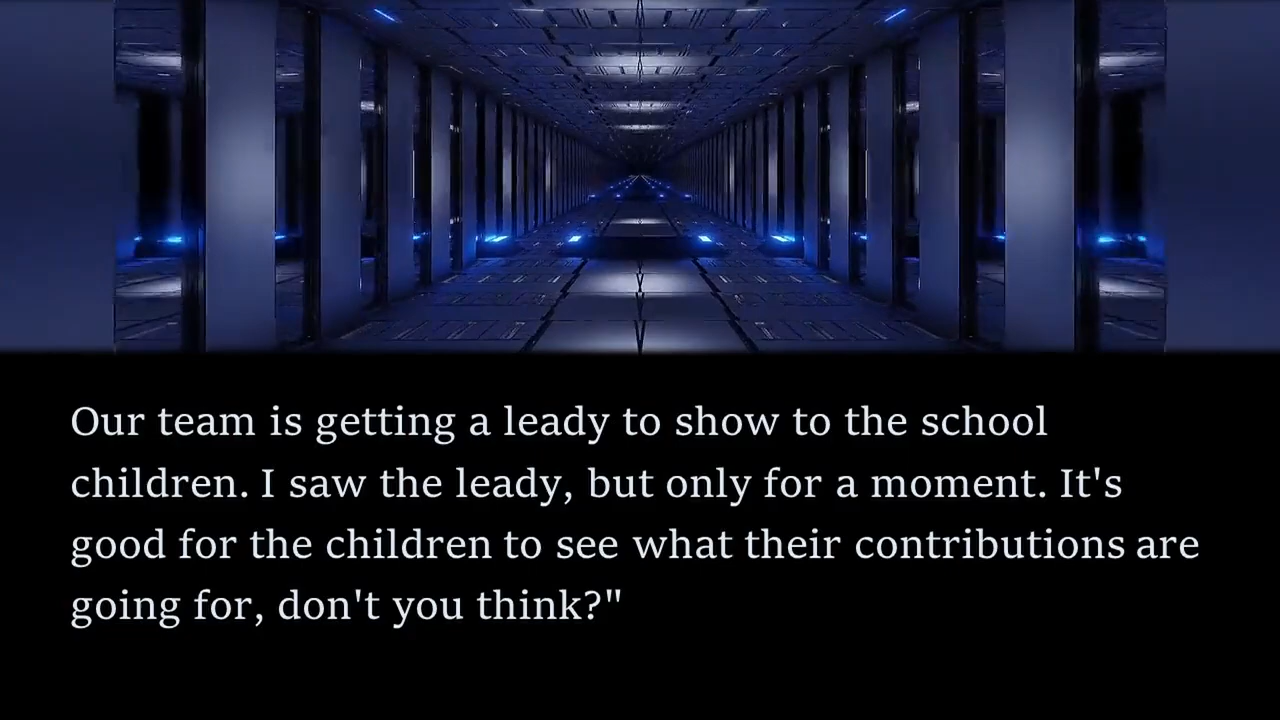 Our team is getting a leady to show to the school
children. I saw the leady, but only for a moment. It's
good for the children to see what their contributions are
going for, don't you think?"